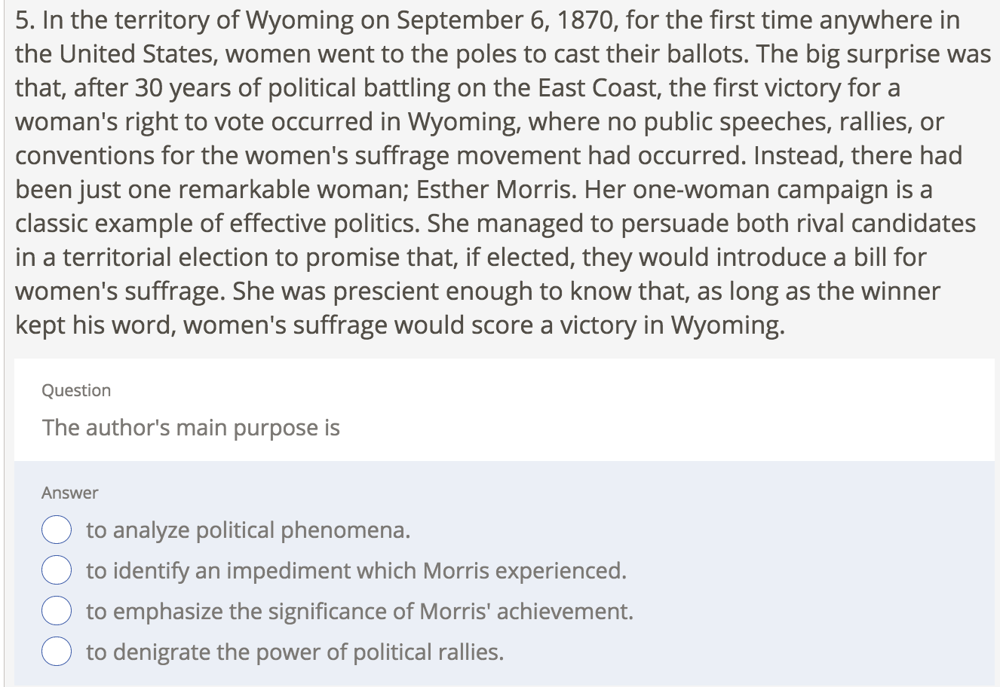 5. In the territory of Wyoming on September 6, 1870, for the first time anywhere in
the United States, women went to the poles to cast their ballots. The big surprise was
that, after 30 years of political battling on the East Coast, the first victory for a
woman's right to vote occurred in Wyoming, where no public speeches, rallies, or
conventions for the women's suffrage movement had occurred. Instead, there had
been just one remarkable woman; Esther Morris. Her one-woman campaign is a
classic example of effective politics. She managed to persuade both rival candidates
in a territorial election to promise that, if elected, they would introduce a bill for
women's suffrage. She was prescient enough to know that, as long as the winner
kept his word, women's suffrage would score a victory in Wyoming.
Question
The author's main purpose is
Answer
to analyze political phenomena.
to identify an impediment which Morris experienced.
to emphasize the significance of Morris' achievement.
to denigrate the power of political rallies.